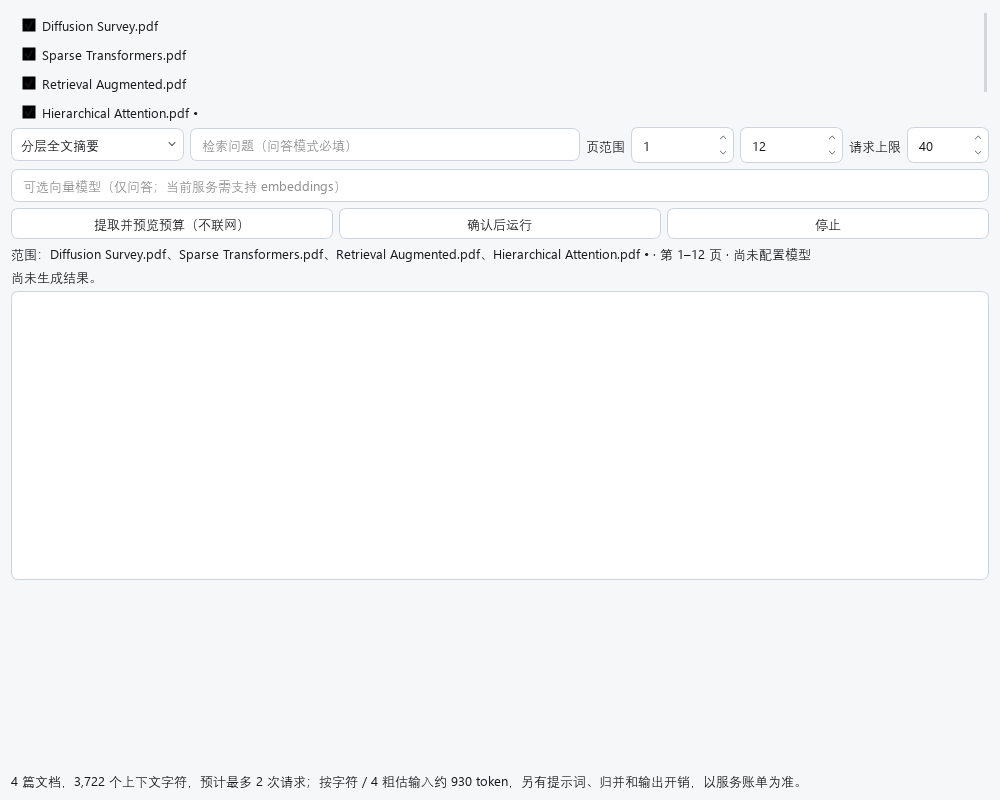 Diffusion Survey.pdf
Sparse Transformers.pdf
Retrieval Augmented.pdf
Hierarchical Attention.pdf •
分层全文摘要 检索问题（问答模式必填） 页范围 1 12 请求上限 40
可选向量模型（仅问答；当前服务需支持 embeddings）
提取并预览预算（不联网） 确认后运行 停止
范围：Diffusion Survey.pdf、Sparse Transformers.pdf、Retrieval Augmented.pdf、Hierarchical Attention.pdf • · 第 1–12 页 · 尚未配置模型
尚未生成结果。
4 篇文档，3,722 个上下文字符，预计最多 2 次请求；按字符 / 4 粗估输入约 930 token，另有提示词、归并和输出开销，以服务账单为准。